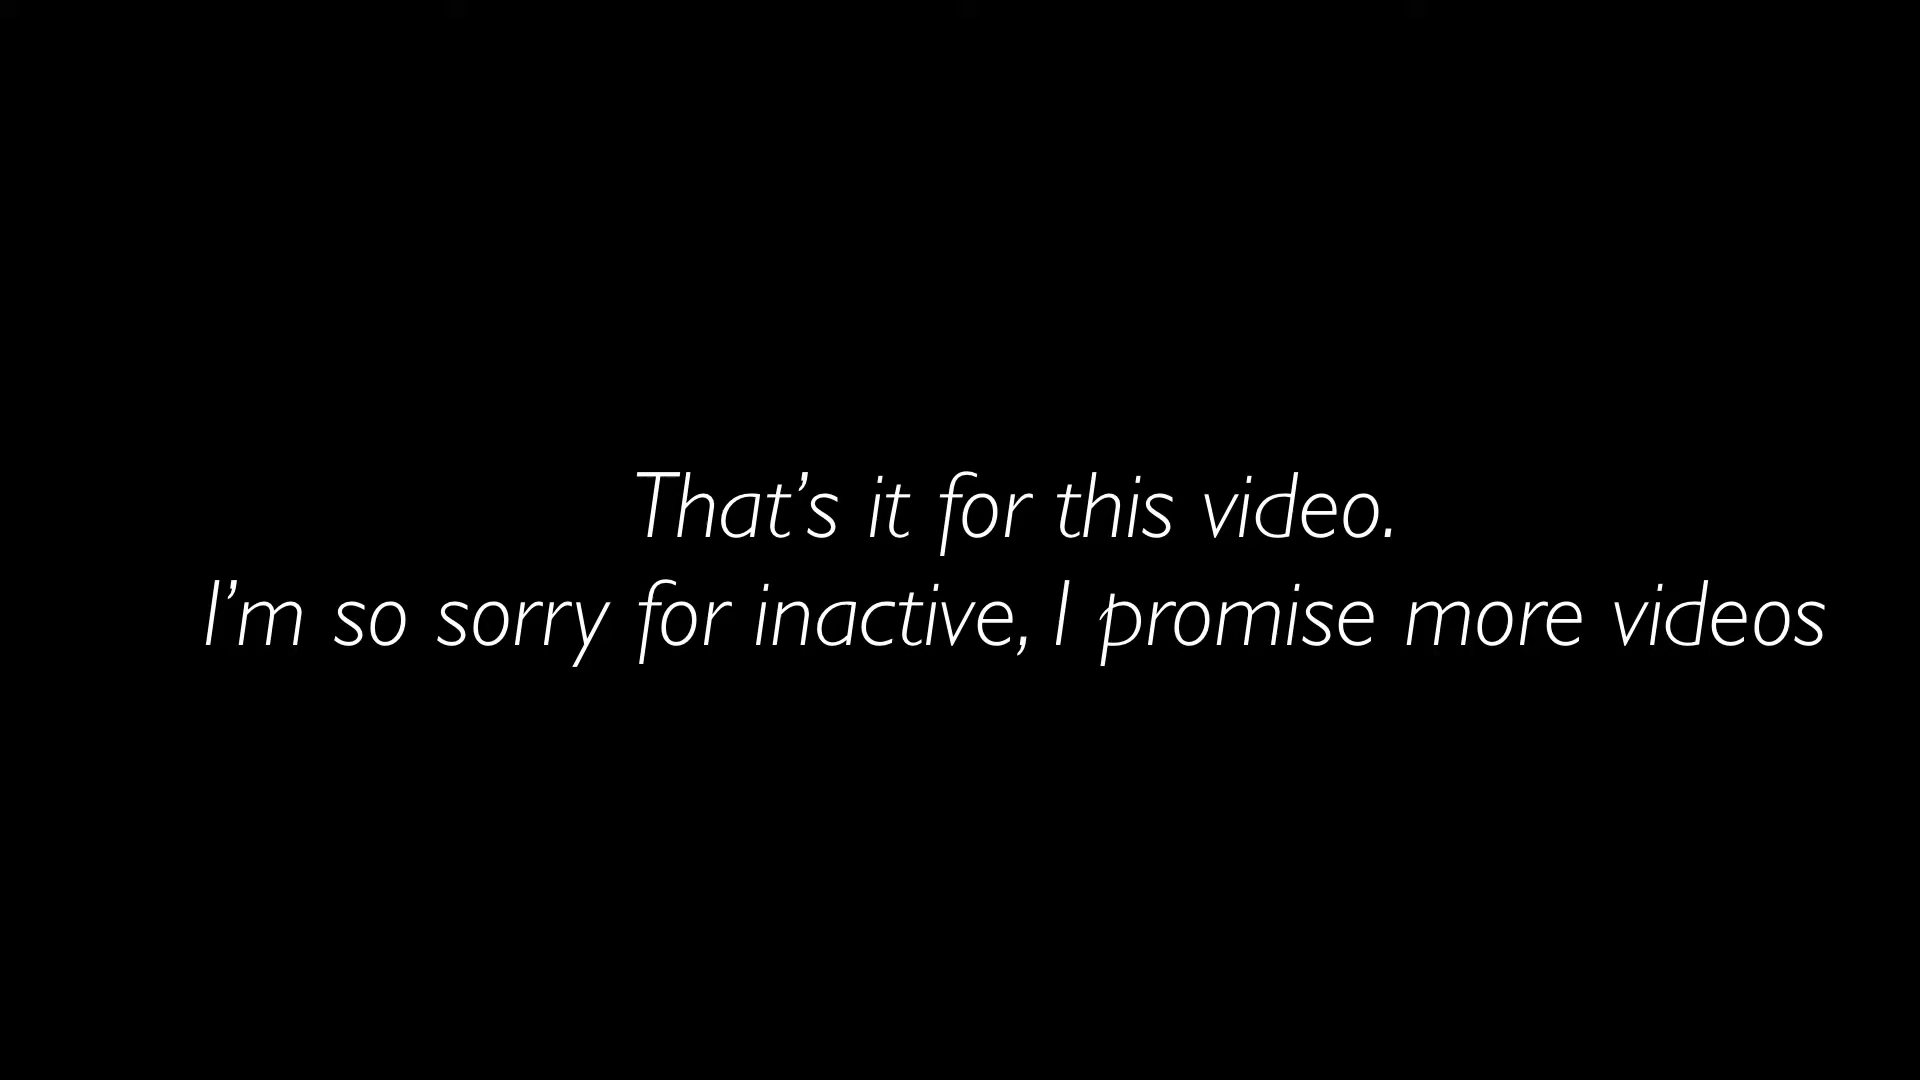 That’s it for this video.
I’m so sorry for inactive, I promise more videos